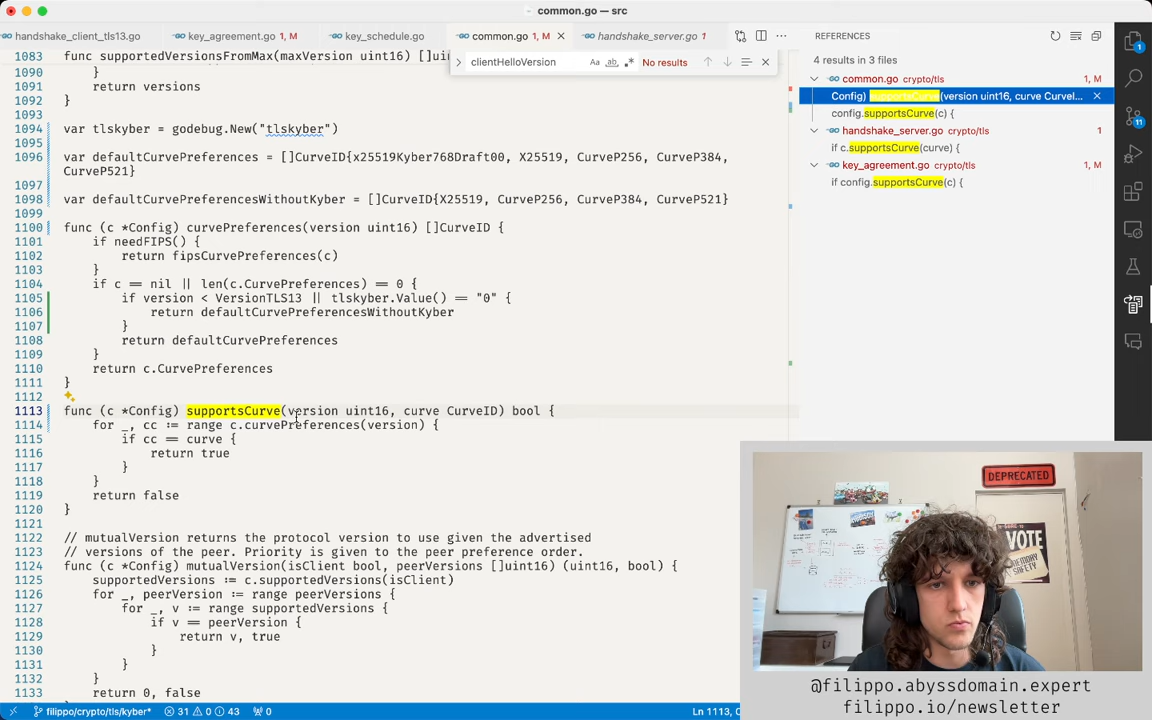 common.go — src
handshake_client_tls13.go
key_agreement.go 1, M
key_schedule.go
common.go 1, M
handshake_server.go 1
REFERENCES
1083 func supportedVersionsFromMax(maxVersion uint16) []ui
clientHelloVersion
Aa ab
No results
4 results in 3 files
common.go crypto/tls 1, M
Config) supportsCurve(version uint16, curve CurveI...
config.supportsCurve(c) {
handshake_server.go crypto/tls 1
if c.supportsCurve(curve) {
key_agreement.go crypto/tls 1, M
if config.supportsCurve(c) {
1090 }
1091 return versions
1092 }
1093
1094 var tlskyber = godebug.New("tlskyber")
1095
1096 var defaultCurvePreferences = []CurveID{x25519Kyber768Draft00, X25519, CurveP256, CurveP384,
CurveP521}
1097
1098 var defaultCurvePreferencesWithoutKyber = []CurveID{X25519, CurveP256, CurveP384, CurveP521}
1099
1100 func (c *Config) curvePreferences(version uint16) []CurveID {
1101 if needFIPS() {
1102 return fipsCurvePreferences(c)
1103 }
1104 if c == nil || len(c.CurvePreferences) == 0 {
1105 if version < VersionTLS13 || tlskyber.Value() == "0" {
1106 return defaultCurvePreferencesWithoutKyber
1107 }
1108 return defaultCurvePreferences
1109 }
1110 return c.CurvePreferences
1111 }
1112
1113 func (c *Config) supportsCurve(version uint16, curve CurveID) bool {
1114 for _, cc := range c.curvePreferences(version) {
1115 if cc == curve {
1116 return true
1117 }
1118 }
1119 return false
1120 }
1121
1122 // mutualVersion returns the protocol version to use given the advertised
1123 // versions of the peer. Priority is given to the peer preference order.
1124 func (c *Config) mutualVersion(isClient bool, peerVersions []uint16) (uint16, bool) {
1125 supportedVersions := c.supportedVersions(isClient)
1126 for _, peerVersion := range peerVersions {
1127 for _, v := range supportedVersions {
1128 if v == peerVersion {
1129 return v, true
1130 }
1131 }
1132 }
1133 return 0, false
filippo/crypto/tls/kyber* 31 0 43 0
Ln 1113, C
1
11
DEPRECATED
VOTE
@filippo.abyssdomain.expert
filippo.io/newsletter